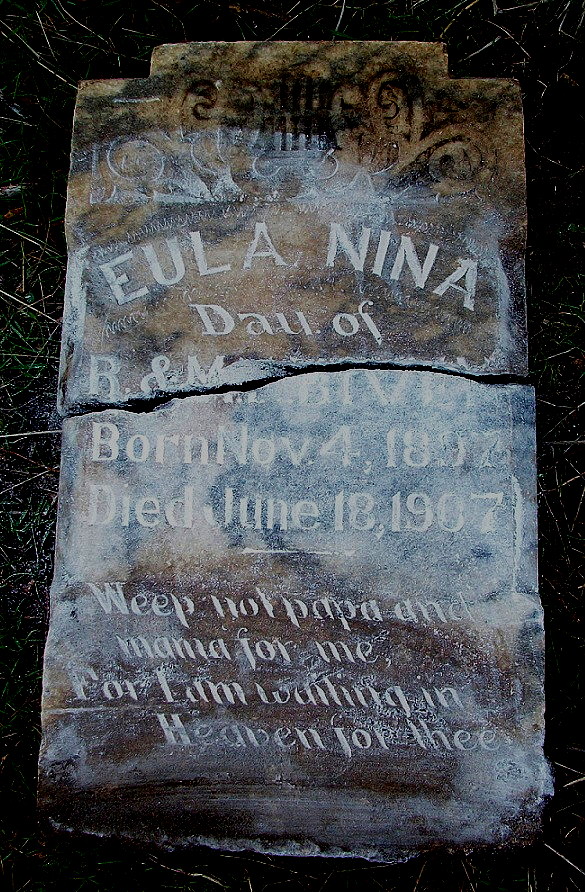 EULA NINA
Dau. of
R. & M.
Born Nov. 4, 1897
Died June 18, 1907
Weep not papa and
mama for me,
For I am waiting in
Heaven for thee.